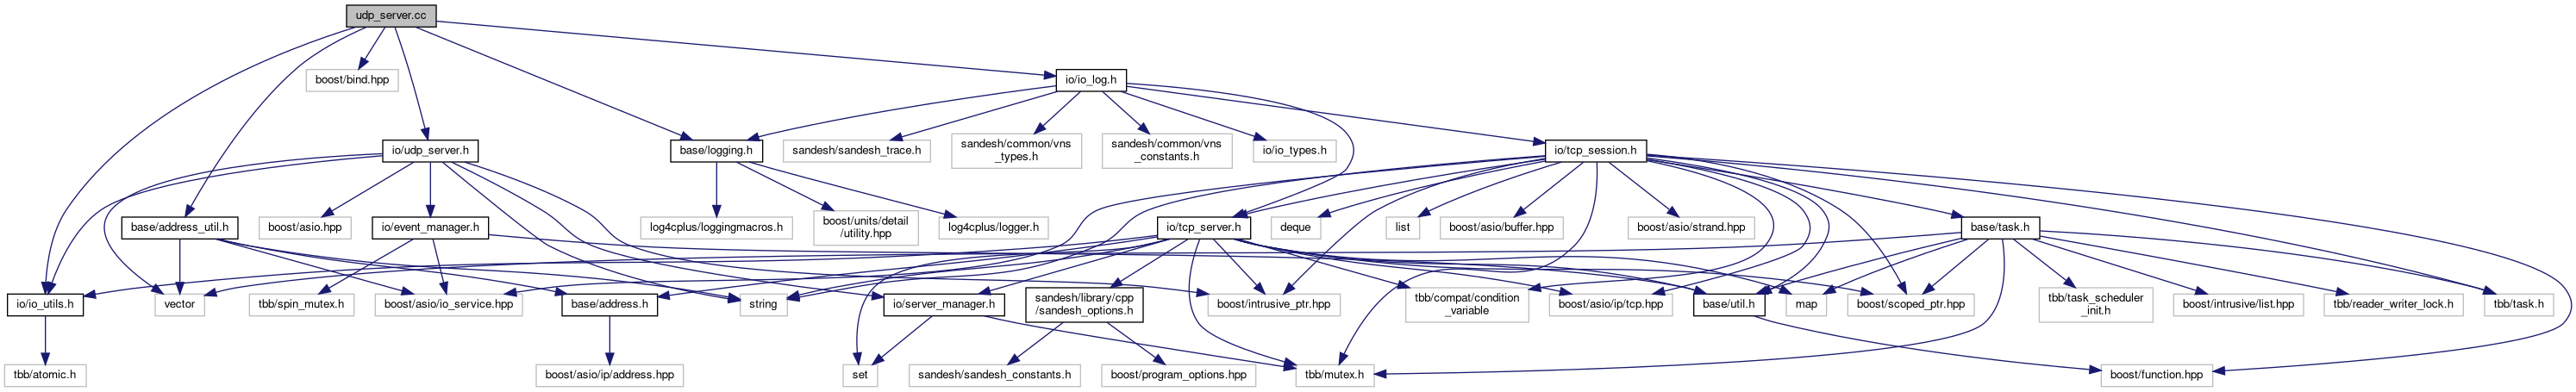 udp_server.cc
boost/bind.hpp
io/io_log.h
io/udp_server.h
base/logging.h
sandesh/sandesh_trace.h
sandesh/common/vns
_types.h
sandesh/common/vns
_constants.h
io/io_types.h
io/tcp_session.h
base/address_util.h
boost/asio.hpp
io/event_manager.h
log4cplus/loggingmacros.h
boost/units/detail
/utility.hpp
log4cplus/logger.h
io/tcp_server.h
deque
list
boost/asio/buffer.hpp
boost/asio/strand.hpp
base/task.h
io/io_utils.h
vector
tbb/spin_mutex.h
boost/asio/io_service.hpp
base/address.h
string
io/server_manager.h
sandesh/library/cpp
/sandesh_options.h
boost/intrusive_ptr.hpp
tbb/compat/condition
_variable
boost/asio/ip/tcp.hpp
base/util.h
map
boost/scoped_ptr.hpp
tbb/task_scheduler
_init.h
boost/intrusive/list.hpp
tbb/reader_writer_lock.h
tbb/task.h
tbb/atomic.h
boost/asio/ip/address.hpp
set
sandesh/sandesh_constants.h
boost/program_options.hpp
tbb/mutex.h
boost/function.hpp